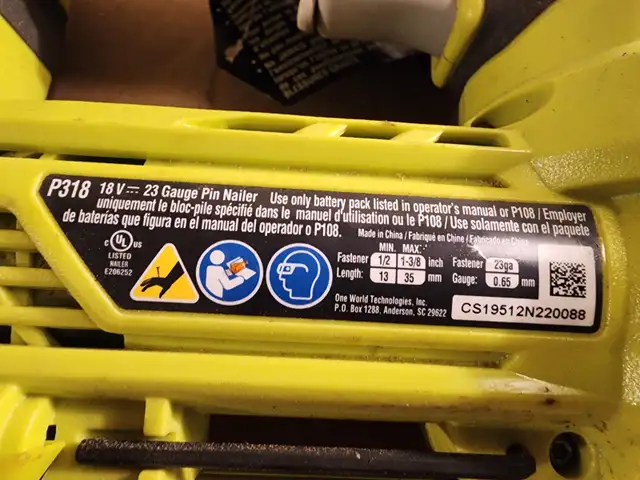 P318 18 V 23 Gauge Pin Nailer Use only battery pack listed in operator's manual or P108 / Employer
uniquement le bloc-pile spécifié dans le manuel d'utilisation ou le P108 / Use solamente con el paquete
de baterías que figura en el manual del operador o P108.
Made in China / Fabriqué en Chine / Fabricado en China
c UL US
LISTED
NAILER
E206252
MIN. MAX.
Fastener 1/2 1-3/8 inch
Length: 13 35 mm
Fastener 23ga
Gauge: 0.65 mm
One World Technologies, Inc.
P.O. Box 1288, Anderson, SC 29622
CS19512N220088